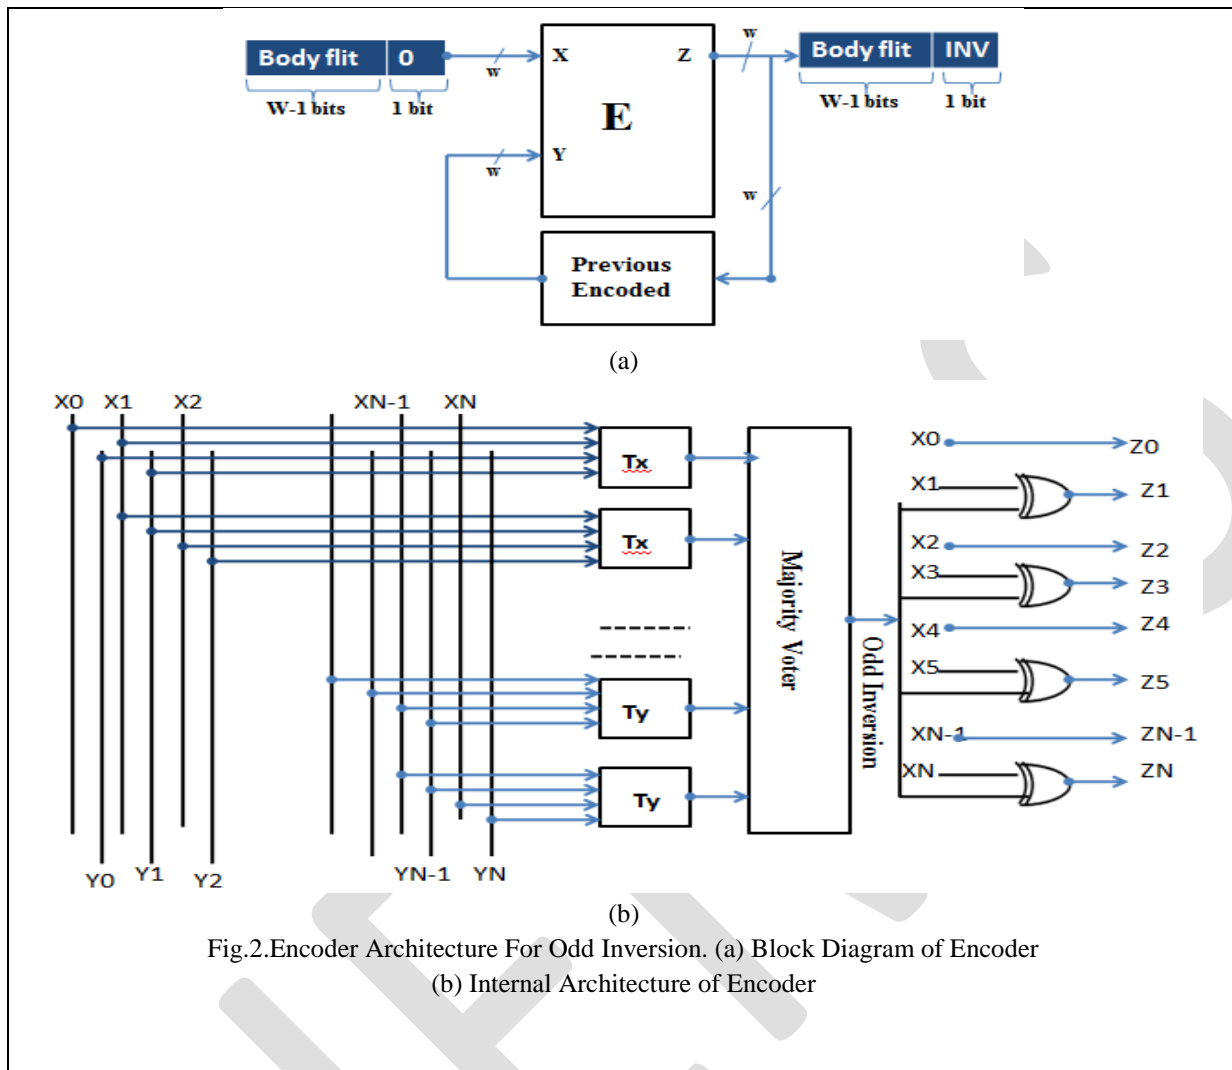 Body flit 0
W-1 bits 1 bit
w
X Z
E
Y
w
w
w
Body flit INV
W-1 bits 1 bit
Previous
Encoded
(a)
X0 X1 X2 XN-1 XN
Y0 Y1 Y2 YN-1 YN
Tx
Tx
Ty
Ty
Majority Voter
Odd Inversion
X0 Z0
X1 Z1
X2 Z2
X3 Z3
X4 Z4
X5 Z5
XN-1 ZN-1
XN ZN
(b)
Fig.2.Encoder Architecture For Odd Inversion. (a) Block Diagram of Encoder
(b) Internal Architecture of Encoder